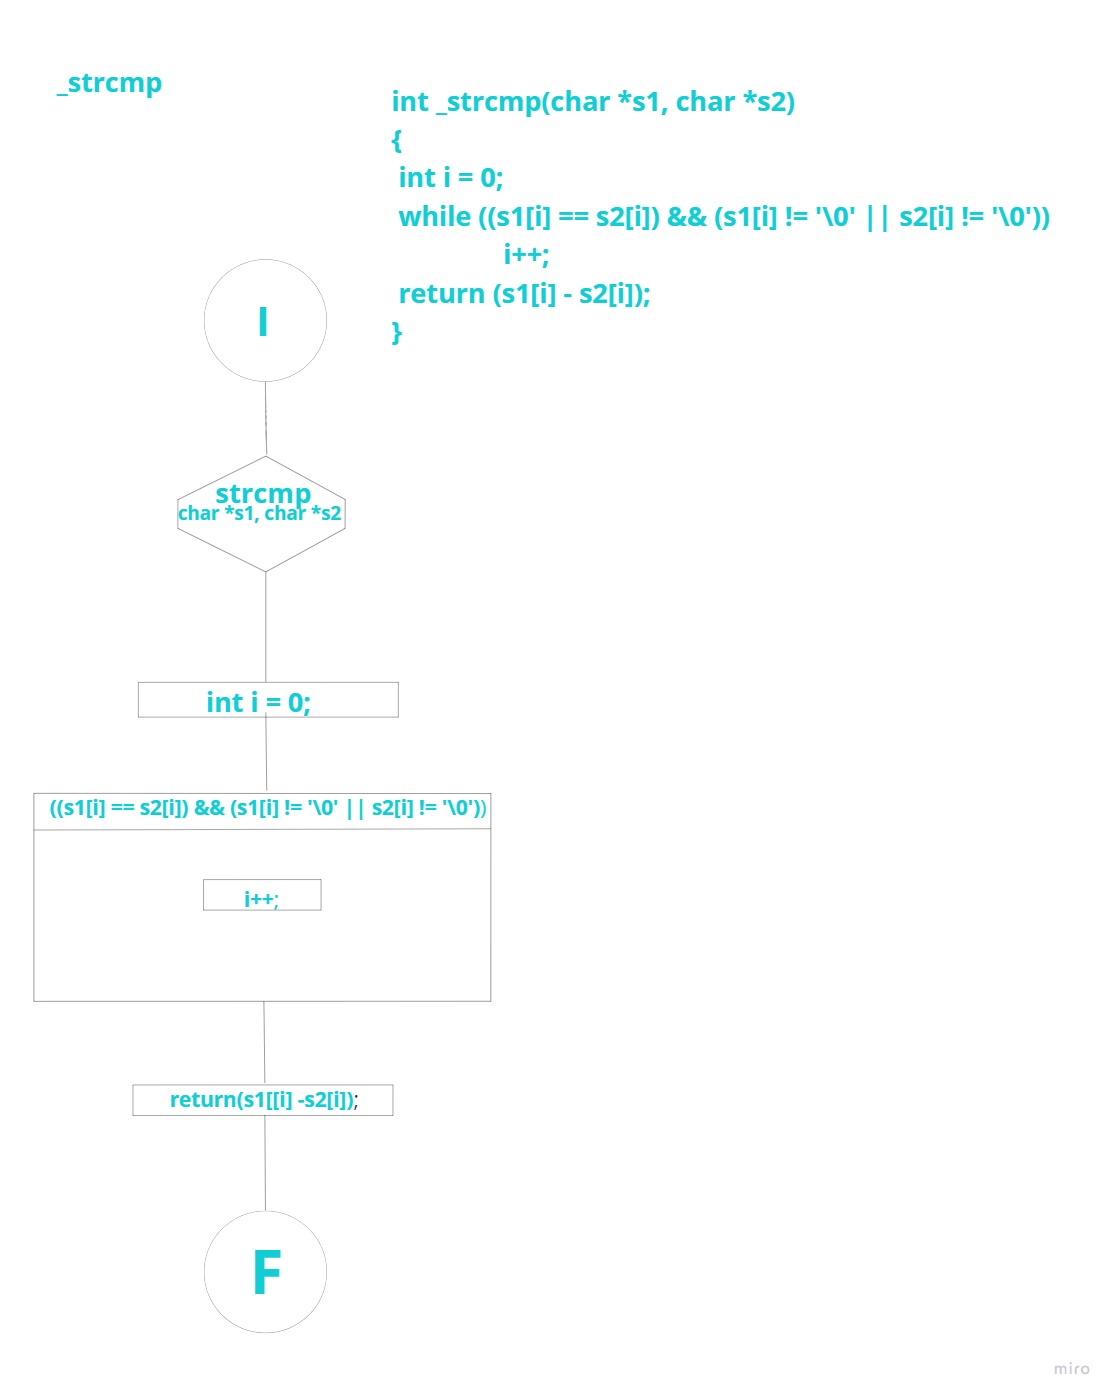 _strcmp
int _strcmp(char *s1, char *s2)
{
int i = 0;
while ((s1[i] == s2[i]) && (s1[i] != '\0' || s2[i] != '\0'))
i++;
return (s1[i] - s2[i]);
}
I
strcmp
char *s1, char *s2
int i = 0;
((s1[i] == s2[i]) && (s1[i] != '\0' || s2[i] != '\0'))
i++;
return(s1[[i] -s2[i]);
F
miro